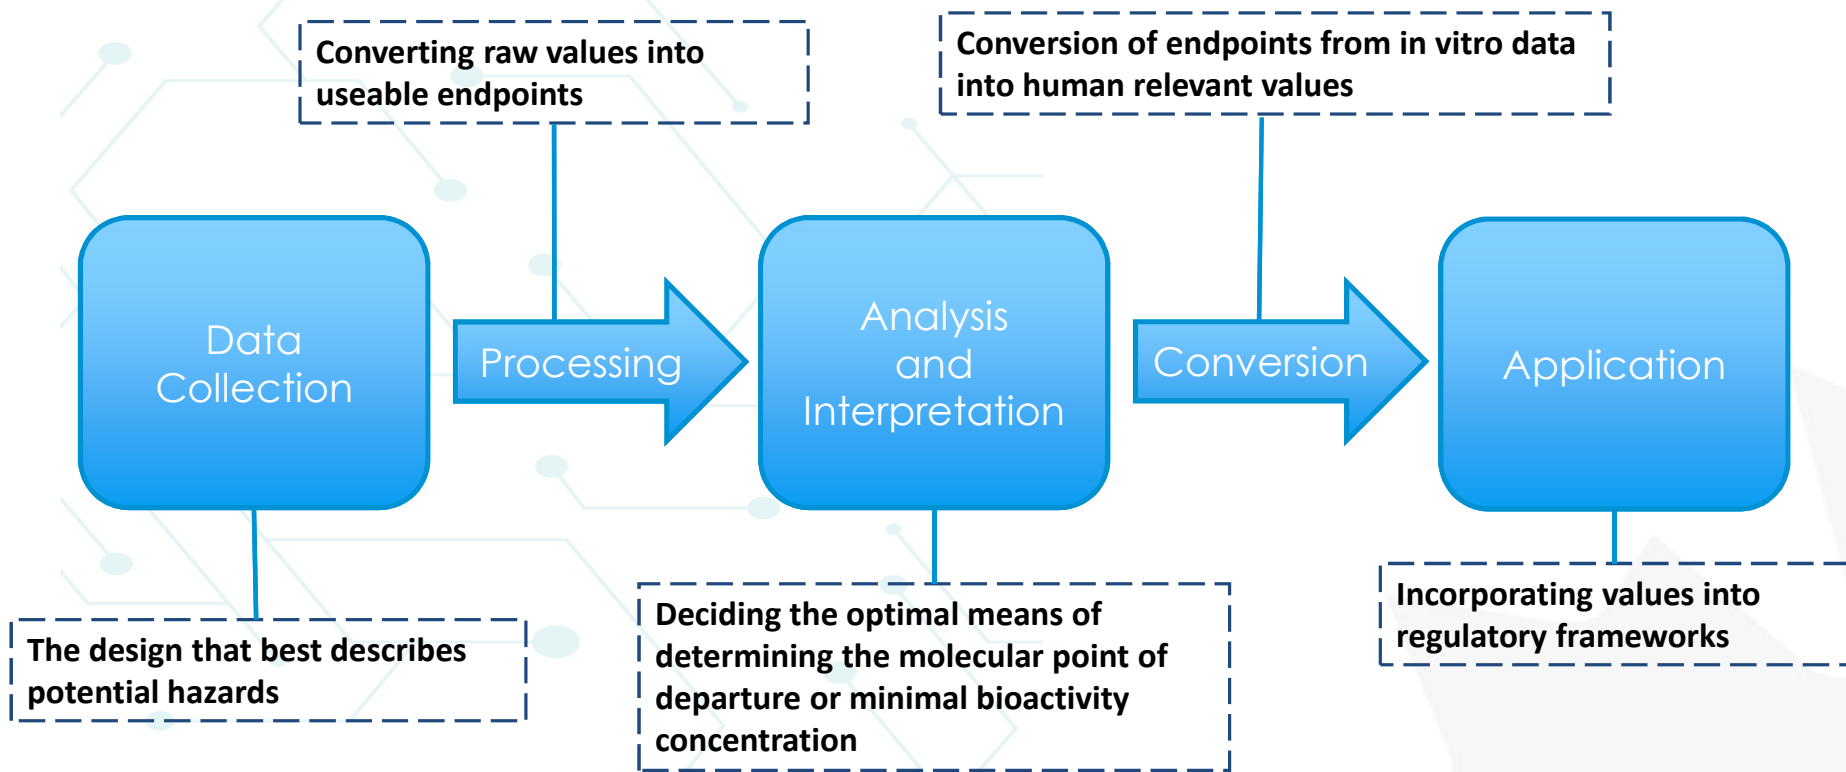 Converting raw values into
useable endpoints
Conversion of endpoints from in vitro data
into human relevant values
Data
Collection
Processing
Analysis
and
Interpretation
Conversion
Application
The design that best describes
potential hazards
Deciding the optimal means of
determining the molecular point of
departure or minimal bioactivity
concentration
Incorporating values into
regulatory frameworks